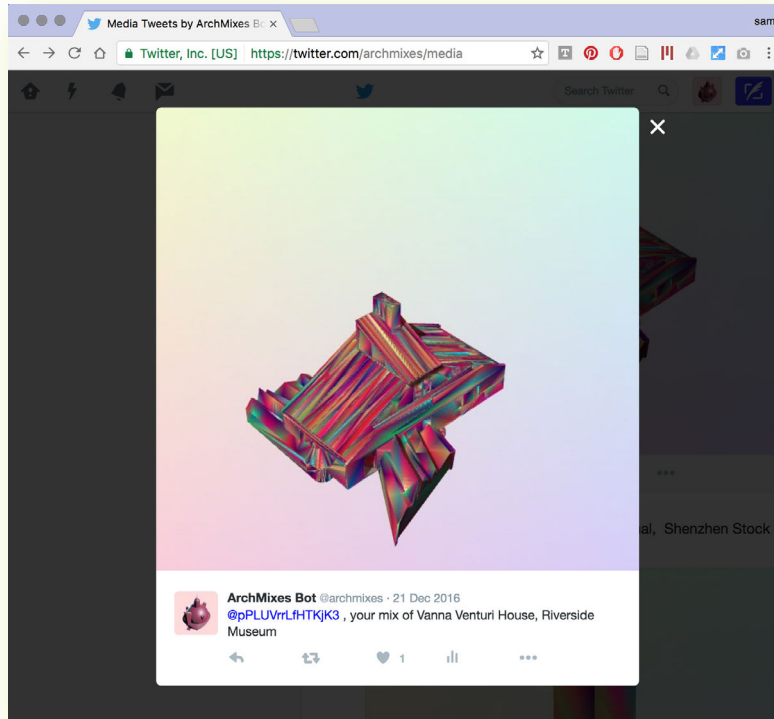 Media Tweets by ArchMixes Bo
sam
Twitter, Inc. [US] https://twitter.com/archmixes/media
Search Twitter
al, Shenzhen Stock
ArchMixes Bot @archmixes · 21 Dec 2016
@pPLUVrrLfHTKjK3 , your mix of Vanna Venturi House, Riverside
Museum
1